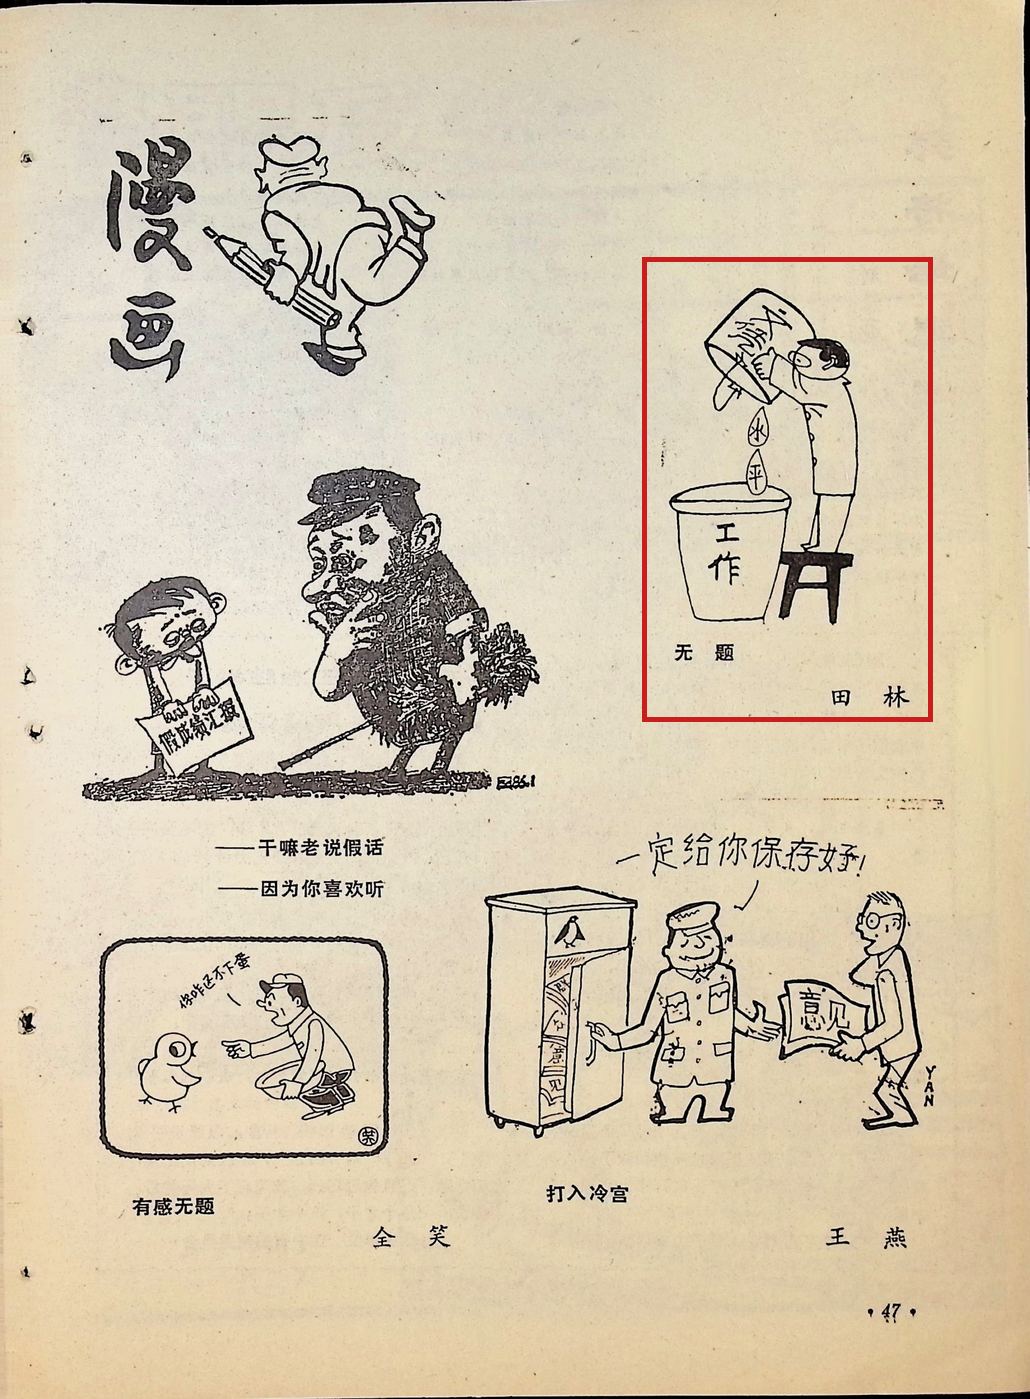 漫画
文凭
水
平
工作
无题
田林
假成绩汇报
——干嘛老说假话
——因为你喜欢听
一定给你保存好!
意见
意见
YAN
你咋还不下蛋
笑
有感无题
全笑
打入冷宫
王燕
·47·